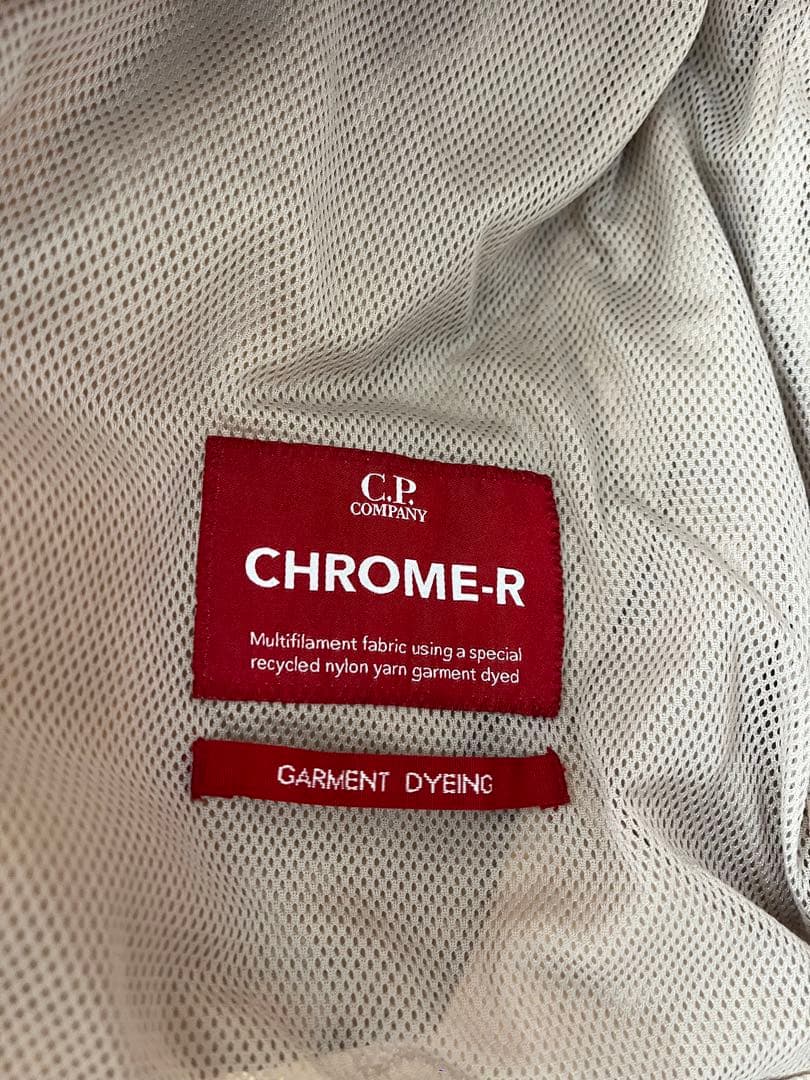 C.P.
COMPANY
CHROME-R
Multifilament fabric using a special
recycled nylon yarn garment dyed
GARMENT DYEING